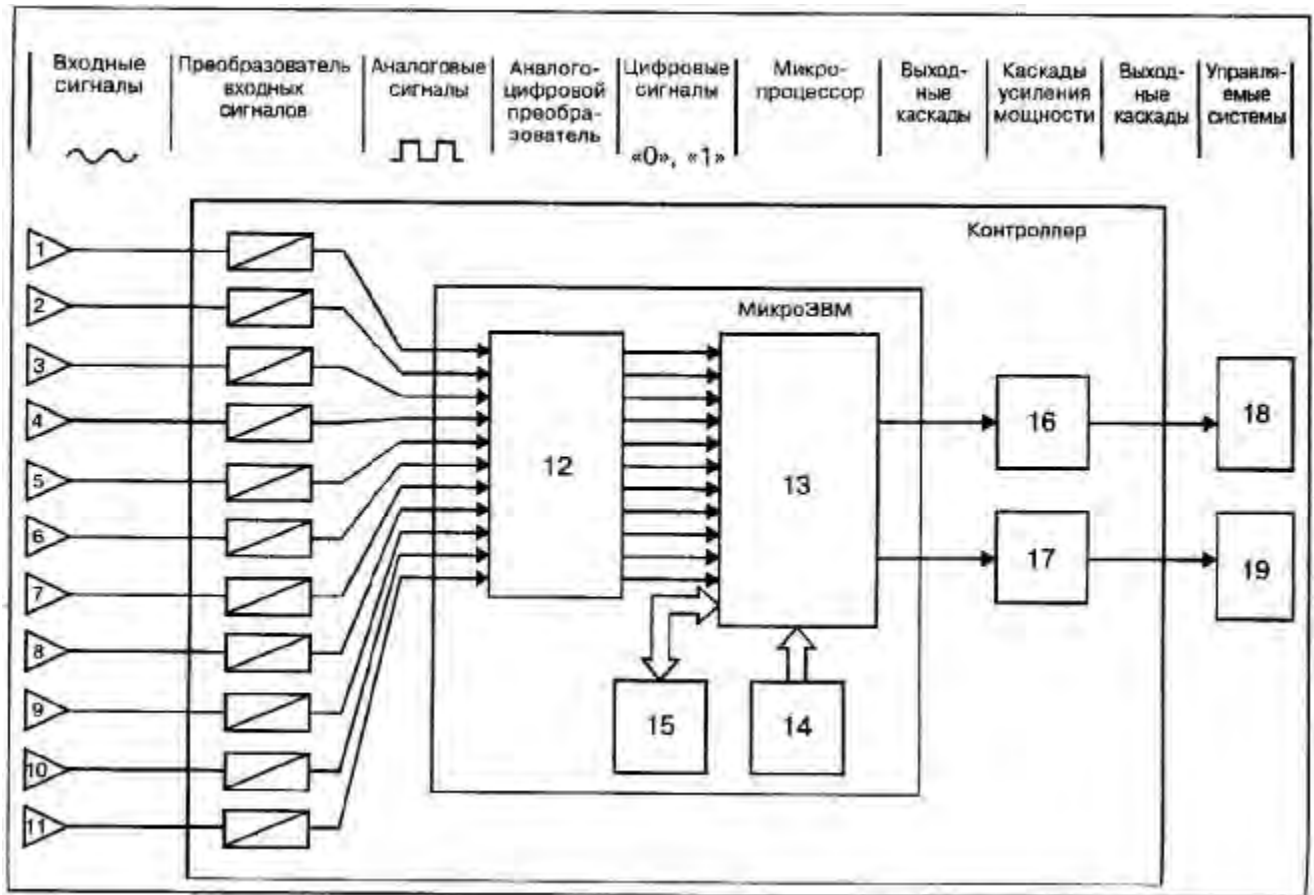 Входные сигналы
Преобразователь входных сигналов
Аналоговые сигналы
Аналого-цифровой преобра-зователь
Цифровые сигналы
«0», «1»
Микро-процессор
Выход-ные каскады
Каскады усиления мощности
Выход-ные каскады
Управля-емые системы
Контроллер
МикроЭВМ
1
2
3
4
5
6
7
8
9
10
11
12
13
14
15
16
17
18
19